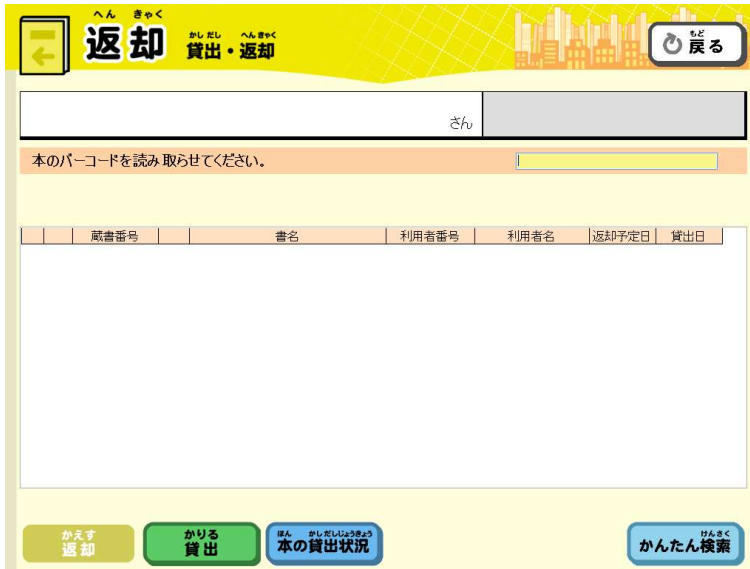 へん きゃく
返却
かし だし へんきゃく
貸出・返却
もど
戻る
さん
本のバーコードを読み取らせてください。
蔵書番号 書名 利用者番号 利用者名 返却予定日 貸出日
かえす
返却
かりる
貸出
ほん かしだしじょうきょう
本の貸出状況
けんさく
かんたん検索